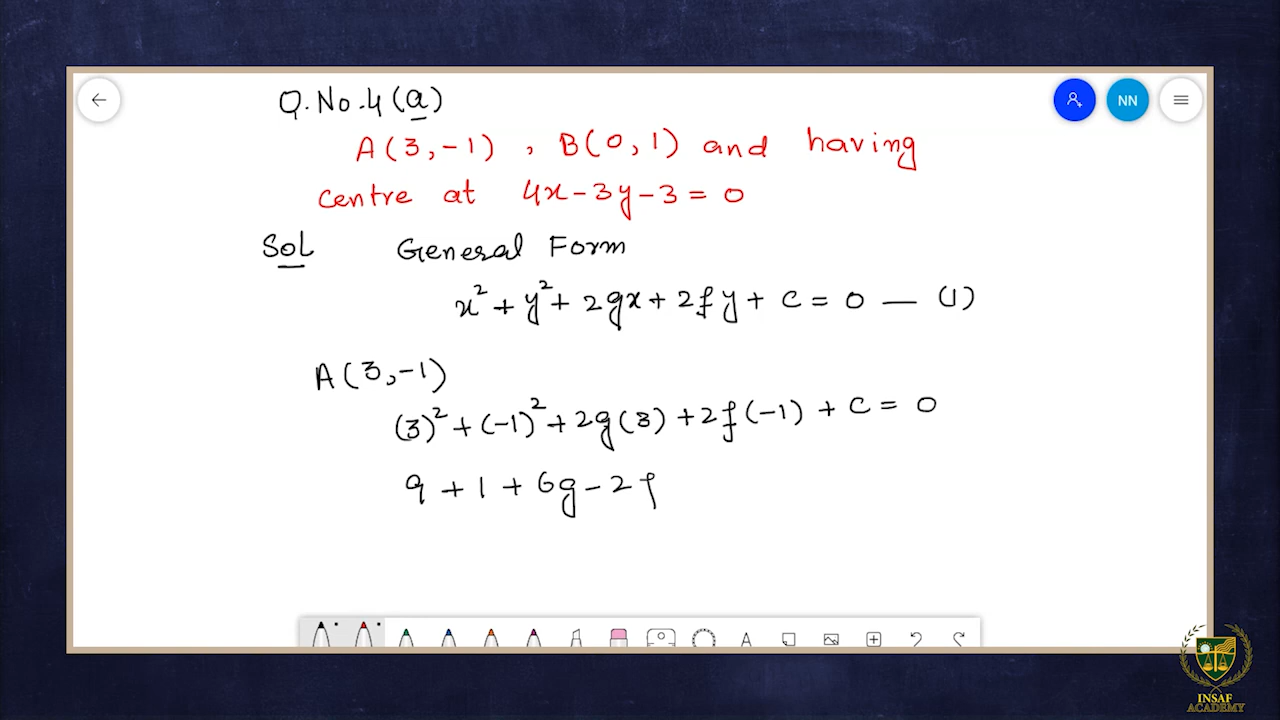 Q.No.4(a)
A(3,-1), B(0,1) and having
centre at 4x-3y-3=0
Sol General Form
x²+y²+2gx+2fy+c=0 — (1)
A(3,-1)
(3)²+(-1)²+2g(3)+2f(-1)+c=0
9+1+6g-2f
NN
A
INSAF
ACADEMY